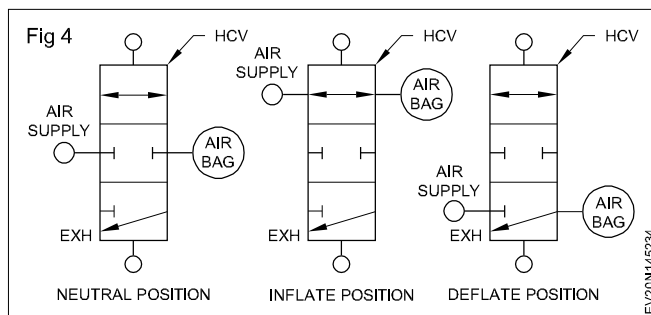 Fig 4
HCV
AIR
SUPPLY
AIR
BAG
EXH
NEUTRAL POSITION
HCV
AIR
SUPPLY
AIR
BAG
INFLATE POSITION
HCV
AIR
SUPPLY
AIR
BAG
EXH
DEFLATE POSITION
EV20N145234